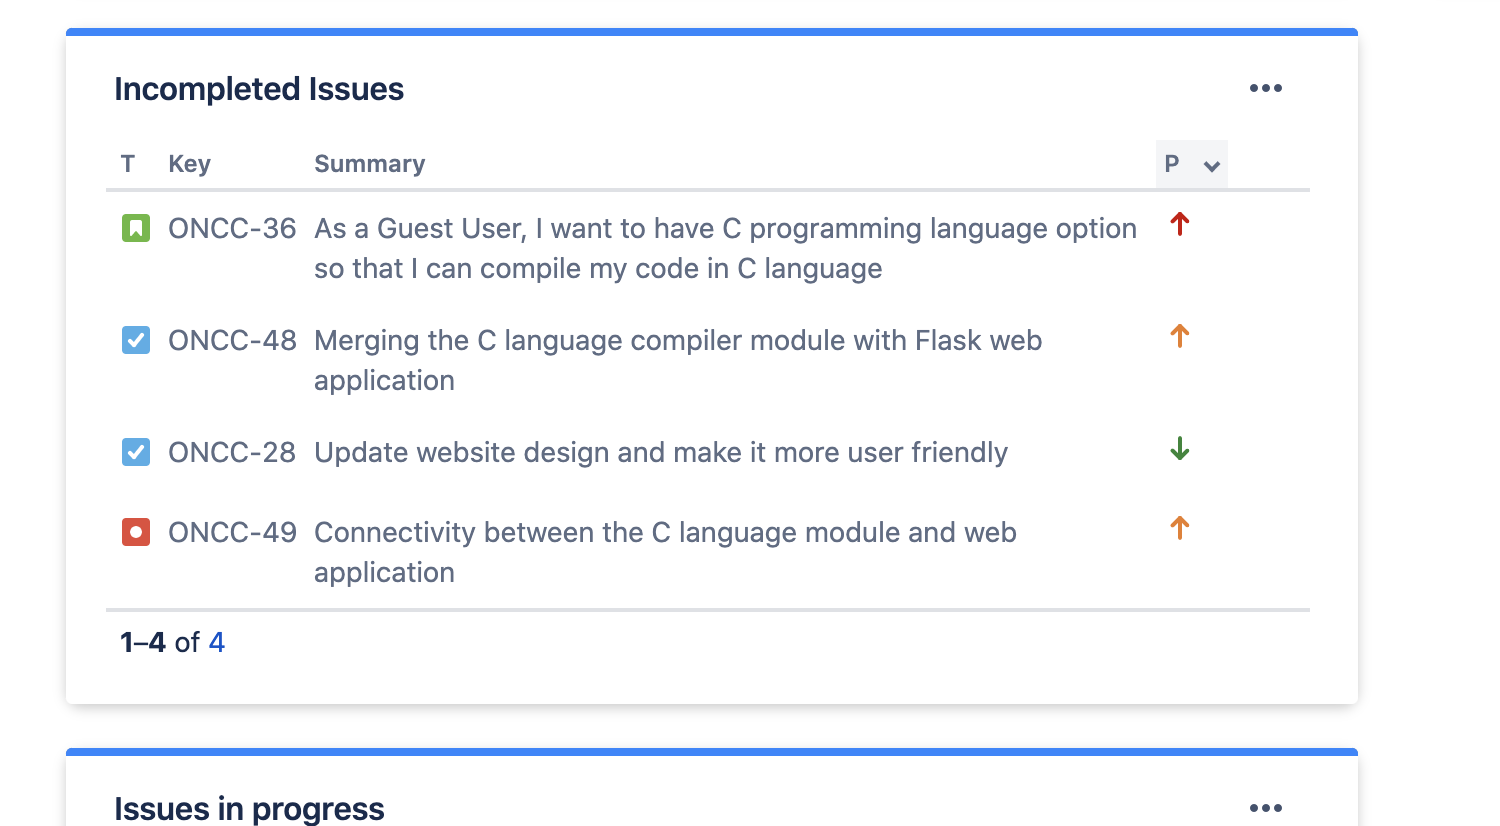 Incompleted Issues
T Key Summary P
ONCC-36 As a Guest User, I want to have C programming language option
so that I can compile my code in C language
ONCC-48 Merging the C language compiler module with Flask web
application
ONCC-28 Update website design and make it more user friendly
ONCC-49 Connectivity between the C language module and web
application
1–4 of 4
Issues in progress